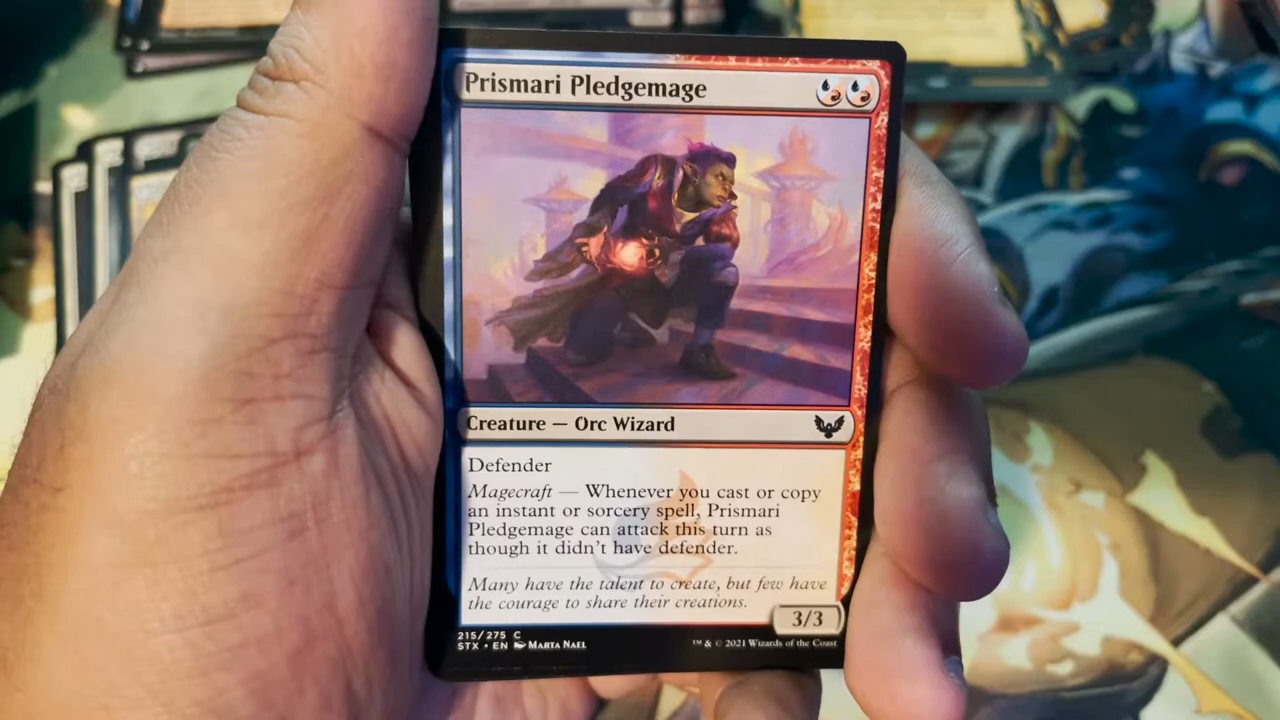 Prismari Pledgemage
Creature — Orc Wizard
Defender
Magecraft — Whenever you cast or copy
an instant or sorcery spell, Prismari
Pledgemage can attack this turn as
though it didn't have defender.
Many have the talent to create, but few have
the courage to share their creations.
3/3
215/275 C
STX • EN MARTA NAEL
™ & © 2021 Wizards of the Coast